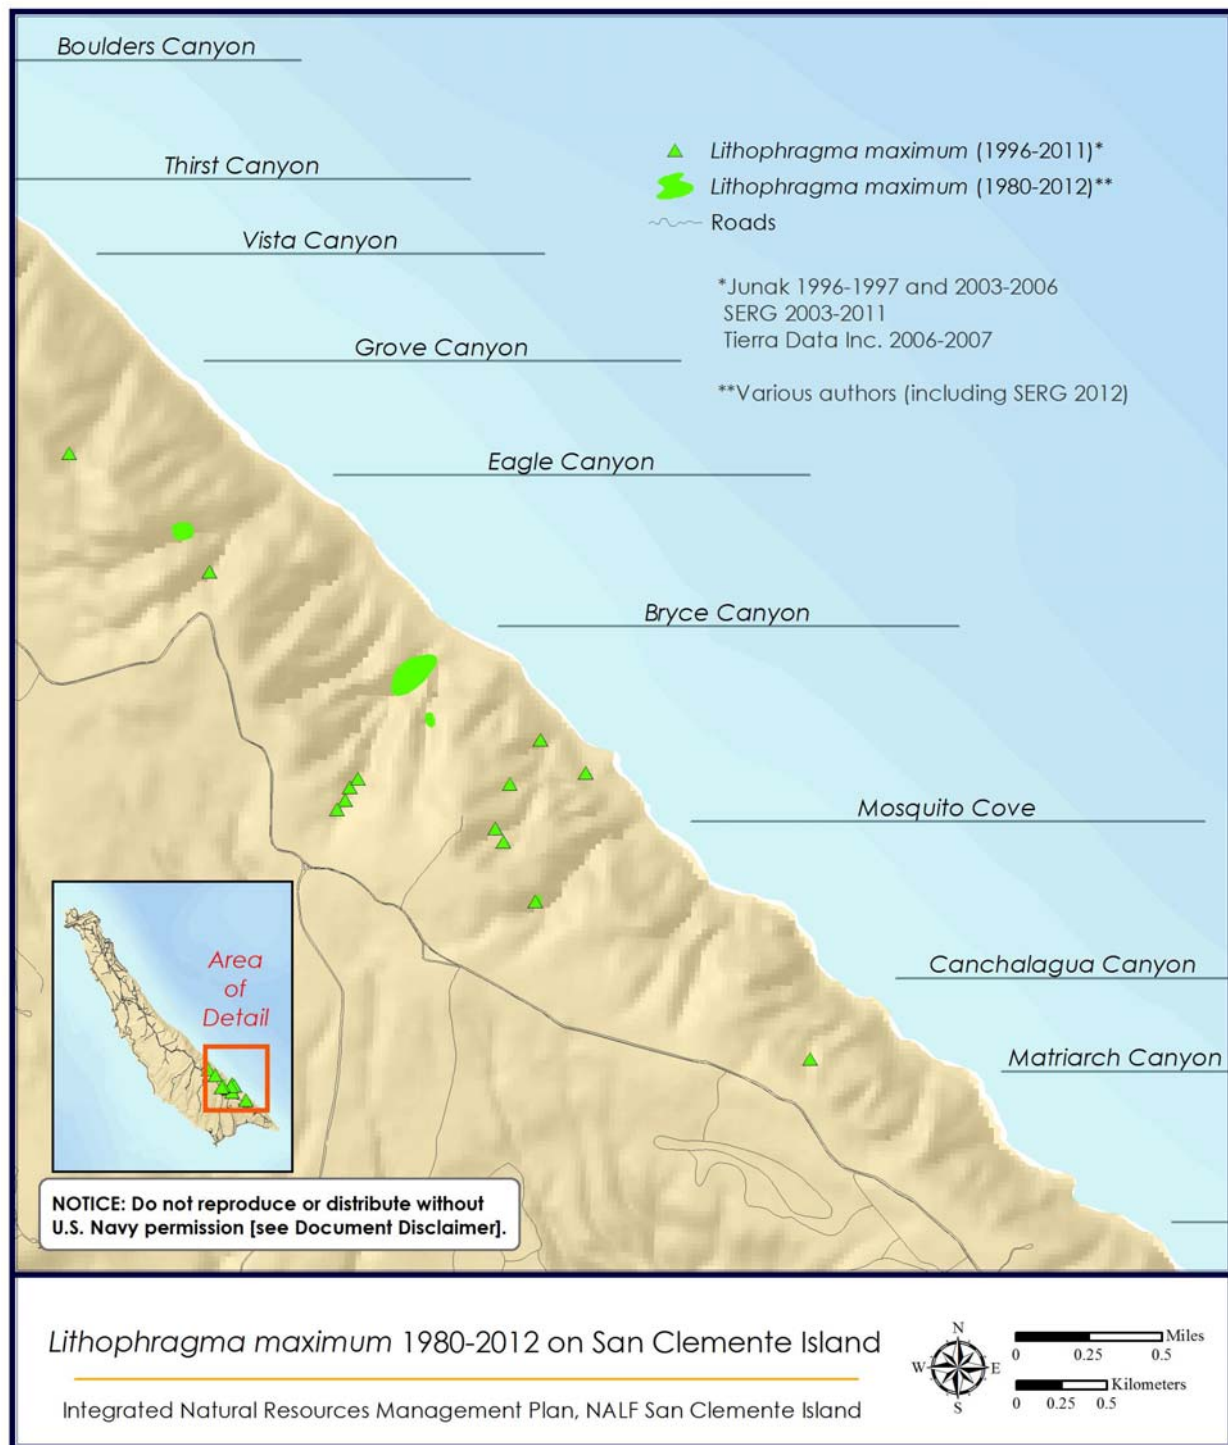 Boulders Canyon
Thirst Canyon
Vista Canyon
Grove Canyon
Eagle Canyon
Bryce Canyon
Mosquito Cove
Canchalagua Canyon
Matriarch Canyon
Lithophragma maximum (1996-2011)*
Lithophragma maximum (1980-2012)**
Roads
*Junak 1996-1997 and 2003-2006
SERG 2003-2011
Tierra Data Inc. 2006-2007
**Various authors (including SERG 2012)
Area
of
Detail
NOTICE: Do not reproduce or distribute without
U.S. Navy permission [see Document Disclaimer].
Lithophragma maximum 1980-2012 on San Clemente Island
Integrated Natural Resources Management Plan, NALF San Clemente Island
N
W E
S
Miles
0 0.25 0.5
Kilometers
0 0.25 0.5